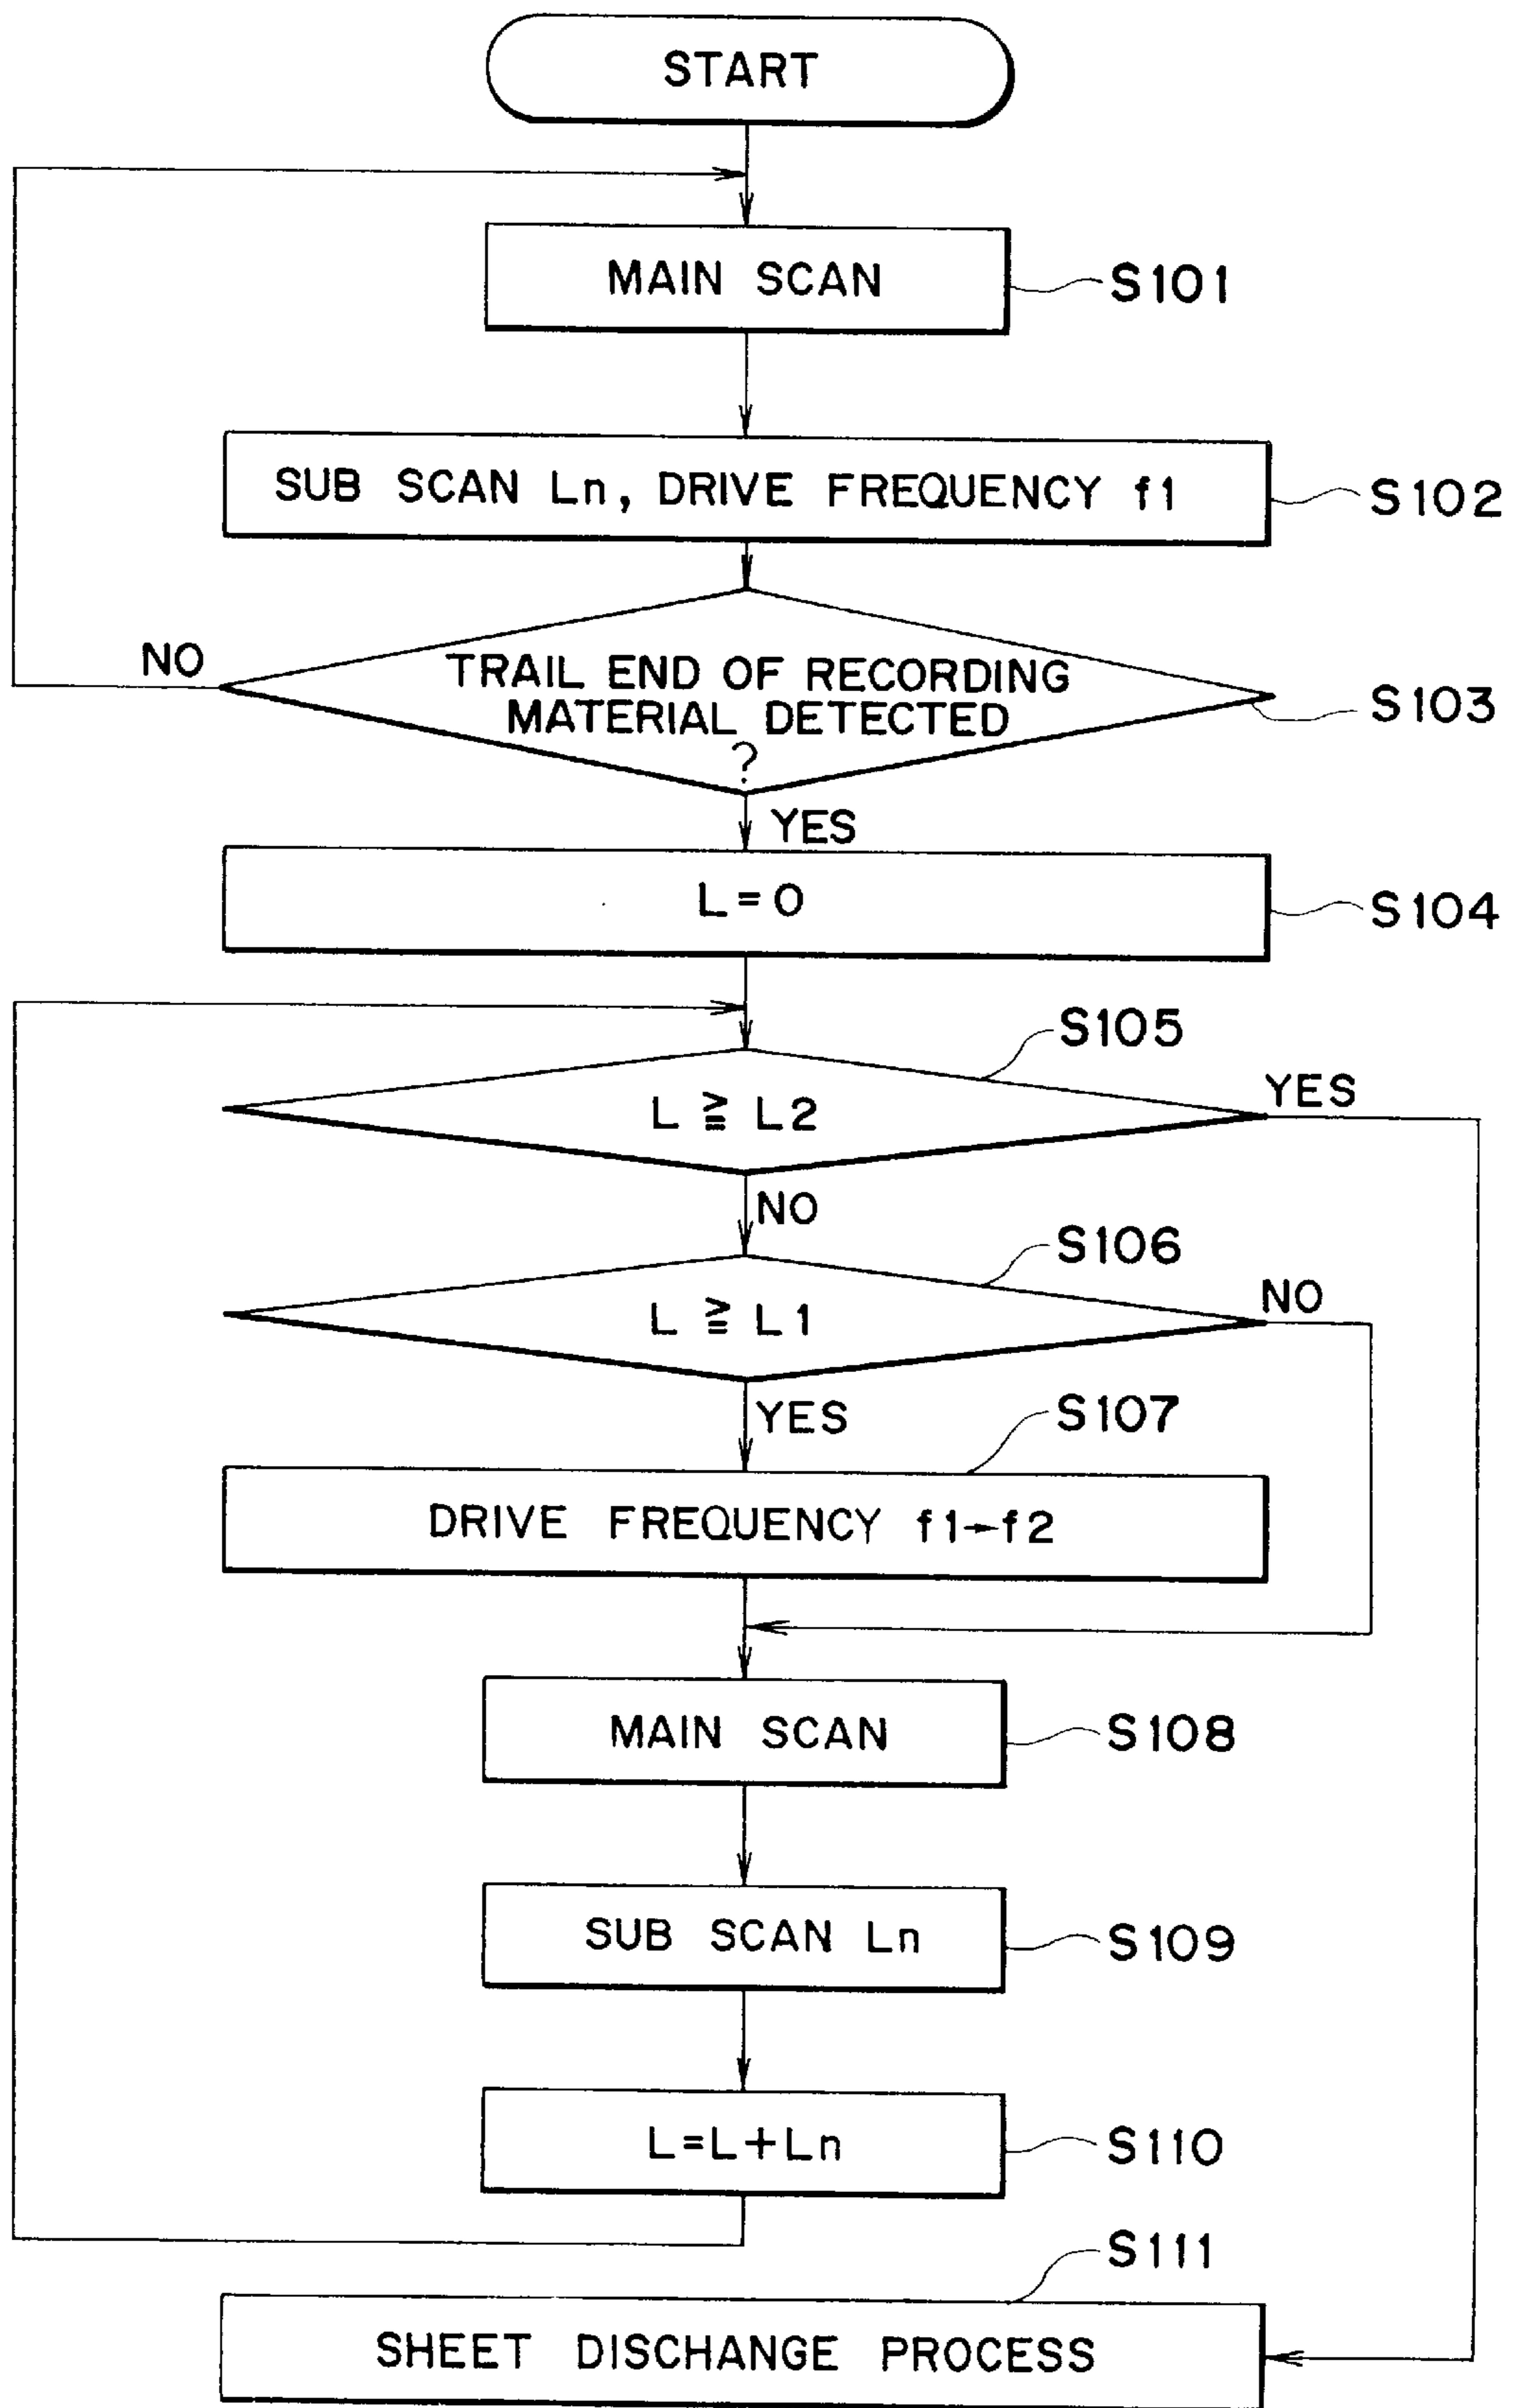 START
MAIN SCAN
S101
SUB SCAN Ln, DRIVE FREQUENCY f1
S102
NO
TRAIL END OF RECORDING
MATERIAL DETECTED
?
S103
YES
L=0
S104
S105
L ≧ L2
YES
NO
S106
L ≧ L1
NO
YES
S107
DRIVE FREQUENCY f1→f2
MAIN SCAN
S108
SUB SCAN Ln
S109
L=L+Ln
S110
S111
SHEET DISCHANGE PROCESS